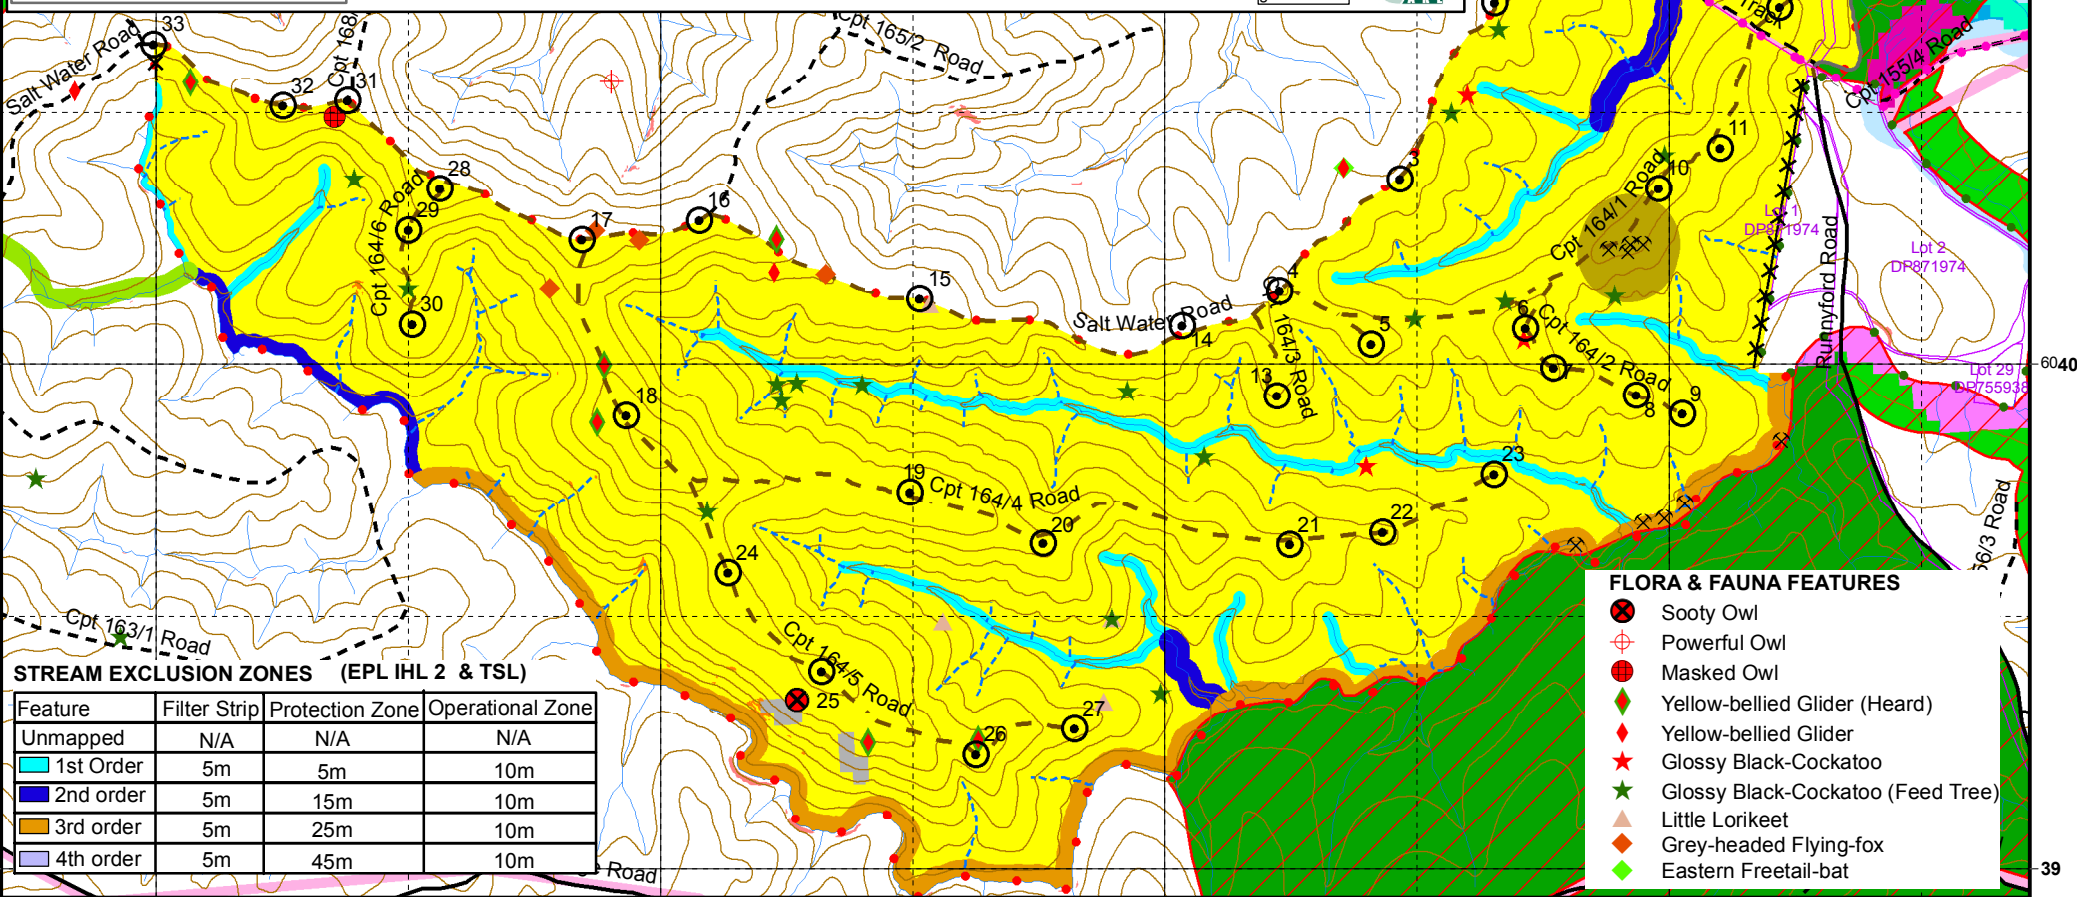 Salt Water Road
33
32
Cpt 168/
31
Cpt 165/2 Road
Track
Cpt 155/4 Road
28
29
Cpt 164/6 Road
30
17
16
15
Salt Water Road
14
3
4
5
11
10
Cpt 164/1 Road
6
Cpt 164/2 Road
7
8
9
164/3 Road
13
Lot 1
DP871974
Runnyford Road
Lot 2
DP871974
Lot 29
DP755938
6040
18
19
Cpt 164/4 Road
20
21
22
23
24
Cpt 164/5 Road
25
26
27
Cpt 163/1 Road
56/3 Road
39
Road
STREAM EXCLUSION ZONES (EPL IHL 2 & TSL)
Feature Filter Strip Protection Zone Operational Zone
Unmapped N/A N/A N/A
1st Order 5m 5m 10m
2nd order 5m 15m 10m
3rd order 5m 25m 10m
4th order 5m 45m 10m
FLORA & FAUNA FEATURES
Sooty Owl
Powerful Owl
Masked Owl
Yellow-bellied Glider (Heard)
Yellow-bellied Glider
Glossy Black-Cockatoo
Glossy Black-Cockatoo (Feed Tree)
Little Lorikeet
Grey-headed Flying-fox
Eastern Freetail-bat